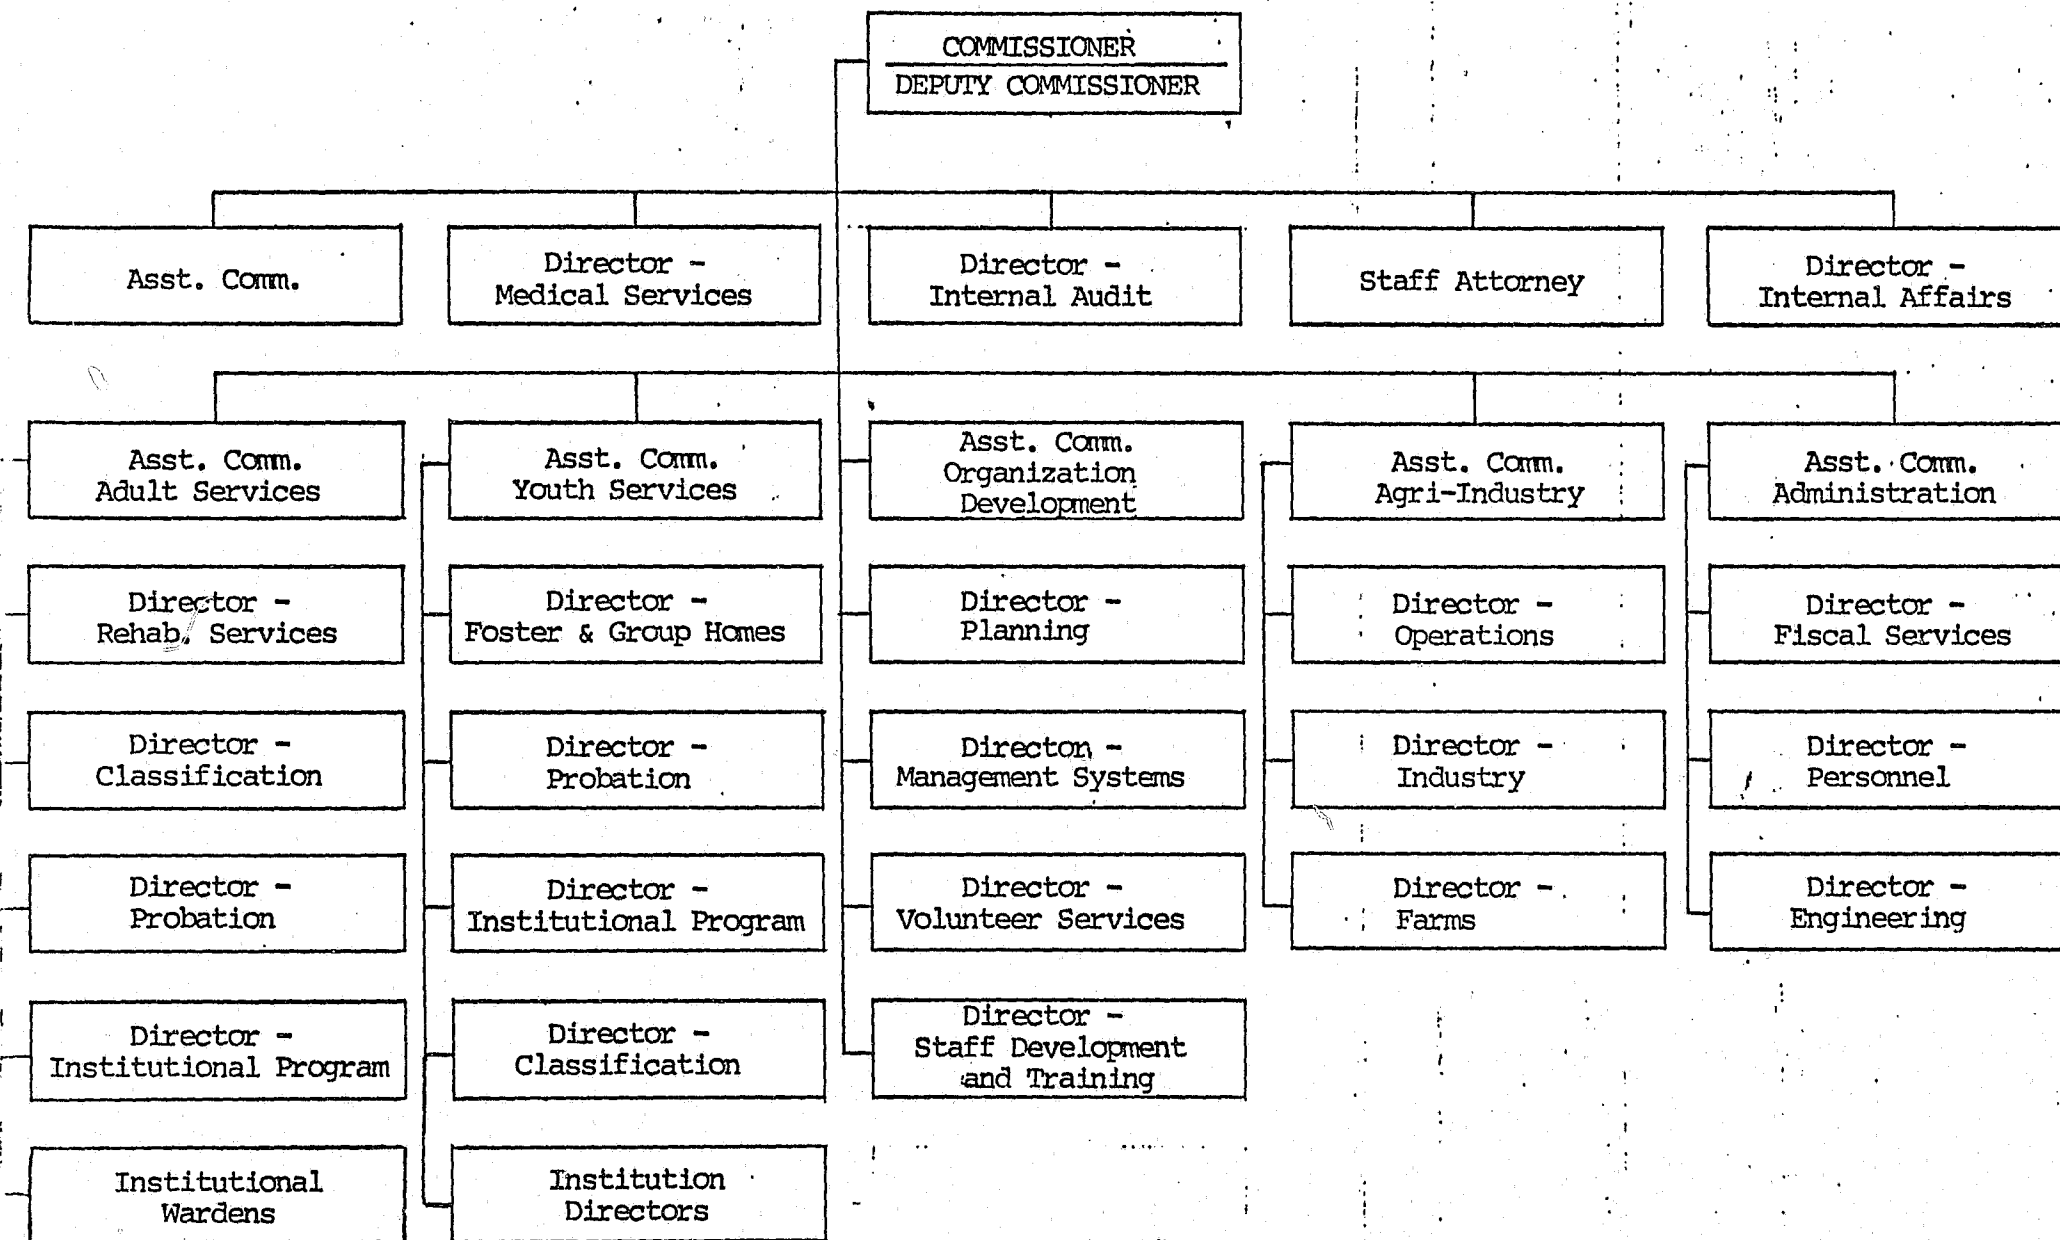 COMMISSIONER
DEPUTY COMMISSIONER
Asst. Comm.
Director -
Medical Services
Director -
Internal Audit
Staff Attorney
Director -
Internal Affairs
Asst. Comm.
Adult Services
Asst. Comm.
Youth Services
Asst. Comm.
Organization
Development
Asst. Comm.
Agri-Industry
Asst. Comm.
Administration
Director -
Rehab. Services
Director -
Foster & Group Homes
Director -
Planning
Director -
Operations
Director -
Fiscal Services
Director -
Classification
Director -
Probation
Director -
Management Systems
Director -
Industry
Director -
Personnel
Director -
Probation
Director -
Institutional Program
Director -
Volunteer Services
Director -
Farms
Director -
Engineering
Director -
Institutional Program
Director -
Classification
Director -
Staff Development
and Training
Institutional
Wardens
Institution
Directors